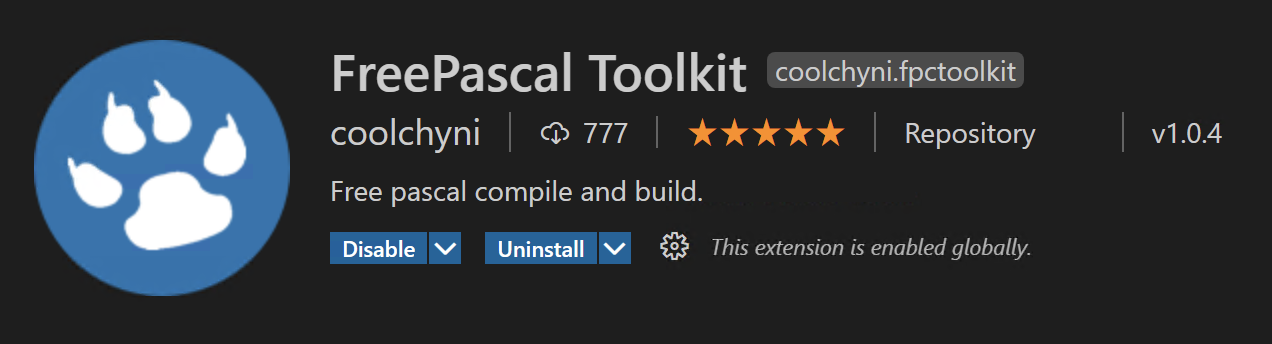 FreePascal Toolkit coolchyni.fpctoolkit
coolchyni 777 Repository v1.0.4
Free pascal compile and build.
Disable Uninstall This extension is enabled globally.